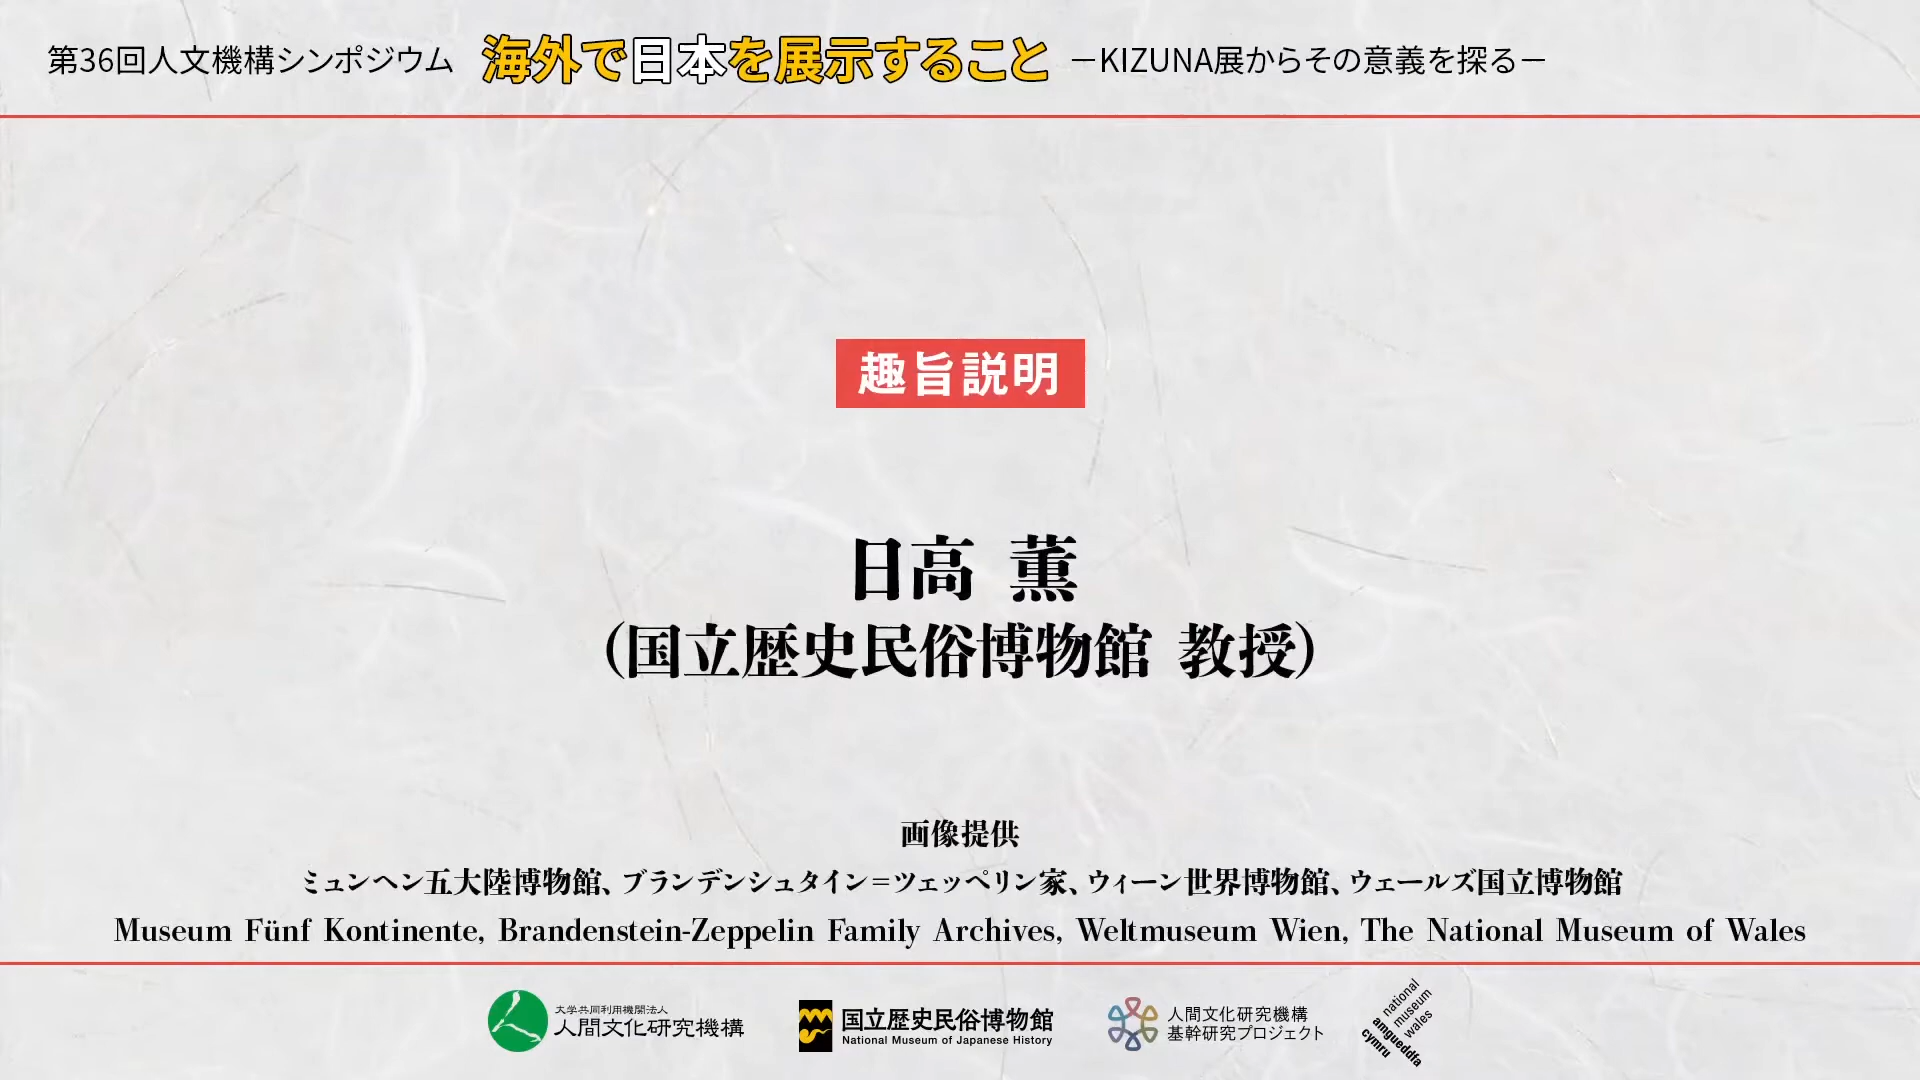 第36回人文機構シンポジウム 海外で日本を展示すること －KIZUNA展からその意義を探る－
趣旨説明
日高 薫
(国立歴史民俗博物館 教授)
画像提供
ミュンヘン五大陸博物館、ブランデンシュタイン=ツェッペリン家、ウィーン世界博物館、ウェールズ国立博物館
Museum Fünf Kontinente, Brandenstein-Zeppelin Family Archives, Weltmuseum Wien, The National Museum of Wales
大学共同利用機関法人
人間文化研究機構
国立歴史民俗博物館
National Museum of Japanese History
人間文化研究機構
基幹研究プロジェクト
national
museum
wales
amgueddfa
cymru